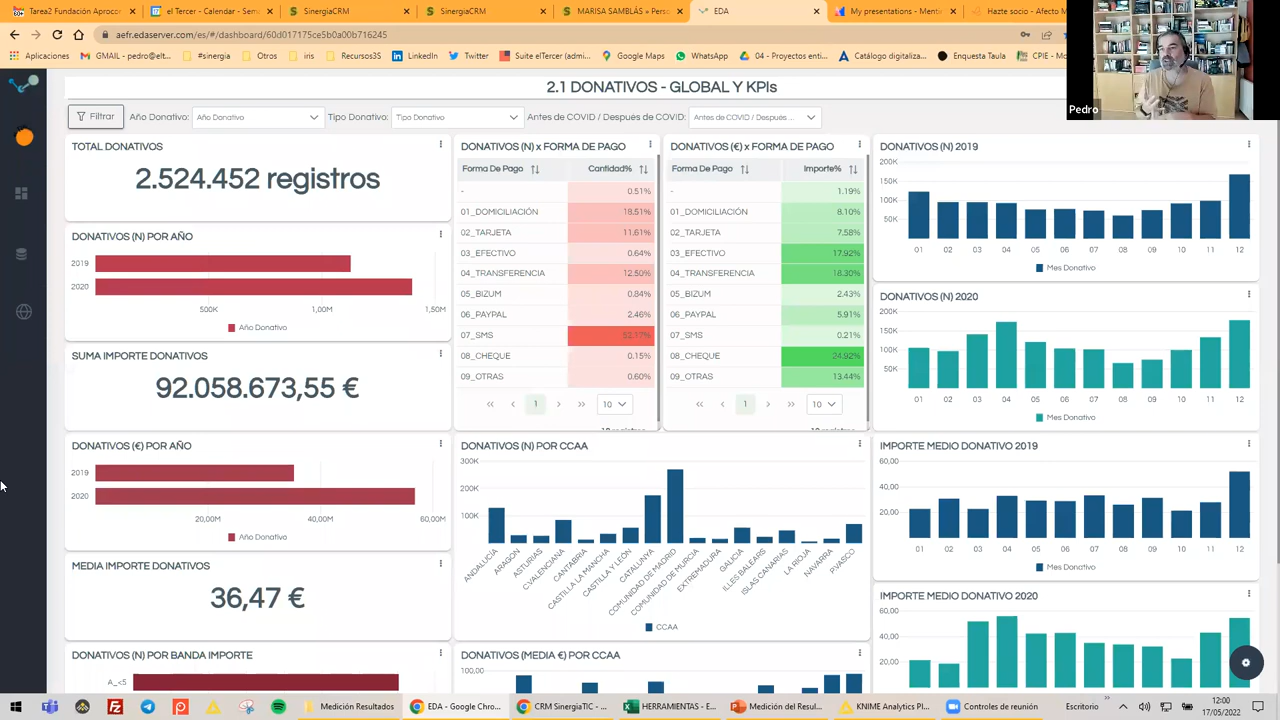 Tarea2 Fundación Aprocor
el Tercer - Calendar - Sema
SinergiaCRM
SinergiaCRM
MARISA SAMBLÁS » Perso
EDA
My presentations - Menti
Hazte socio - Afecto M
aefr.edaserver.com/es/#/dashboard/60d017175ce5b0a00b716245
Aplicaciones
GMAIL - pedro@elt...
#sinergia
Otros
iris
Recursos3S
LinkedIn
Twitter
Suite elTercer (admi...
Google Maps
WhatsApp
04 - Proyectos enti...
Catálogo digitaliza...
Enquesta Taula
CPIE - M
Pedro
2.1 DONATIVOS - GLOBAL Y KPIs
Filtrar
Año Donativo:
Año Donativo
Tipo Donativo:
Tipo Donativo
Antes de COVID / Después de COVID:
Antes de COVID / Después ...
TOTAL DONATIVOS
2.524.452 registros
DONATIVOS (N) POR AÑO
2019
2020
500K 1,00M 1,50M
Año Donativo
SUMA IMPORTE DONATIVOS
92.058.673,55 €
DONATIVOS (€) POR AÑO
2019
2020
20,00M 40,00M 60,00M
Año Donativo
MEDIA IMPORTE DONATIVOS
36,47 €
DONATIVOS (N) POR BANDA IMPORTE
A_<5
DONATIVOS (N) x FORMA DE PAGO
Forma De Pago Cantidad%
- 0.51%
01_DOMICILIACIÓN 18.51%
02_TARJETA 11.61%
03_EFECTIVO 0.64%
04_TRANSFERENCIA 12.50%
05_BIZUM 0.84%
06_PAYPAL 2.46%
07_SMS
08_CHEQUE 0.15%
09_OTRAS 0.60%
1 10
DONATIVOS (€) x FORMA DE PAGO
Forma De Pago Importe%
- 1.19%
01_DOMICILIACIÓN 8.10%
02_TARJETA 7.58%
03_EFECTIVO 17.92%
04_TRANSFERENCIA 18.30%
05_BIZUM 2.43%
06_PAYPAL 5.91%
07_SMS 0.21%
08_CHEQUE 24.92%
09_OTRAS 13.44%
1 10
DONATIVOS (N) POR CCAA
300K
200K
100K
ANDALUCÍA
ARAGON
ASTURIAS
C.VALENCIANA
CANTABRIA
CASTILLA LA MANCHA
CASTILLA Y LEÓN
CATALUYA
COMUNIDAD DE MADRID
COMUNIDAD DE MURCIA
EXTREMADURA
GALICIA
ILLES BALEARS
ISLAS CANARIAS
LA RIOJA
NAVARRA
P.VASCO
CCAA
DONATIVOS (MEDIA €) POR CCAA
100,00
DONATIVOS (N) 2019
200K
150K
100K
50K
01 02 03 04 05 06 07 08 09 10 11 12
Mes Donativo
DONATIVOS (N) 2020
200K
150K
100K
50K
01 02 03 04 05 06 07 08 09 10 11 12
Mes Donativo
IMPORTE MEDIO DONATIVO 2019
60,00
40,00
20,00
01 02 03 04 05 06 07 08 09 10 11 12
Mes Donativo
IMPORTE MEDIO DONATIVO 2020
60,00
40,00
20,00
Medición Resultados
EDA - Google Chro...
CRM SinergiaTIC - ...
HERRAMIENTAS - E...
Medición del Resul...
KNIME Analytics Pl...
Controles de reunión
Escritorio
12:00
17/05/2022